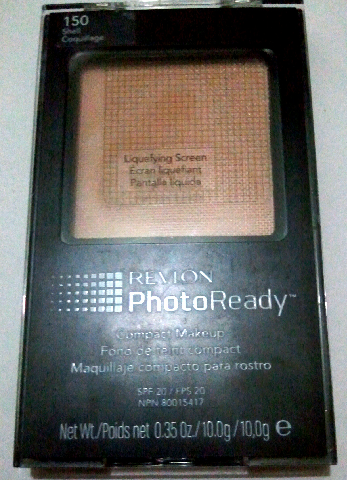 150
Shell
Coquillage
Liquefying Screen
Écran liquéfiant
Pantalla líquida
REVLON
PhotoReady™
Compact Makeup
Fond de teint compact
Maquillaje compacto para rostro
SPF 20 / FPS 20
NPN 80015417
Net Wt./Poids net 0.35 Oz./10.0g/10,0g e